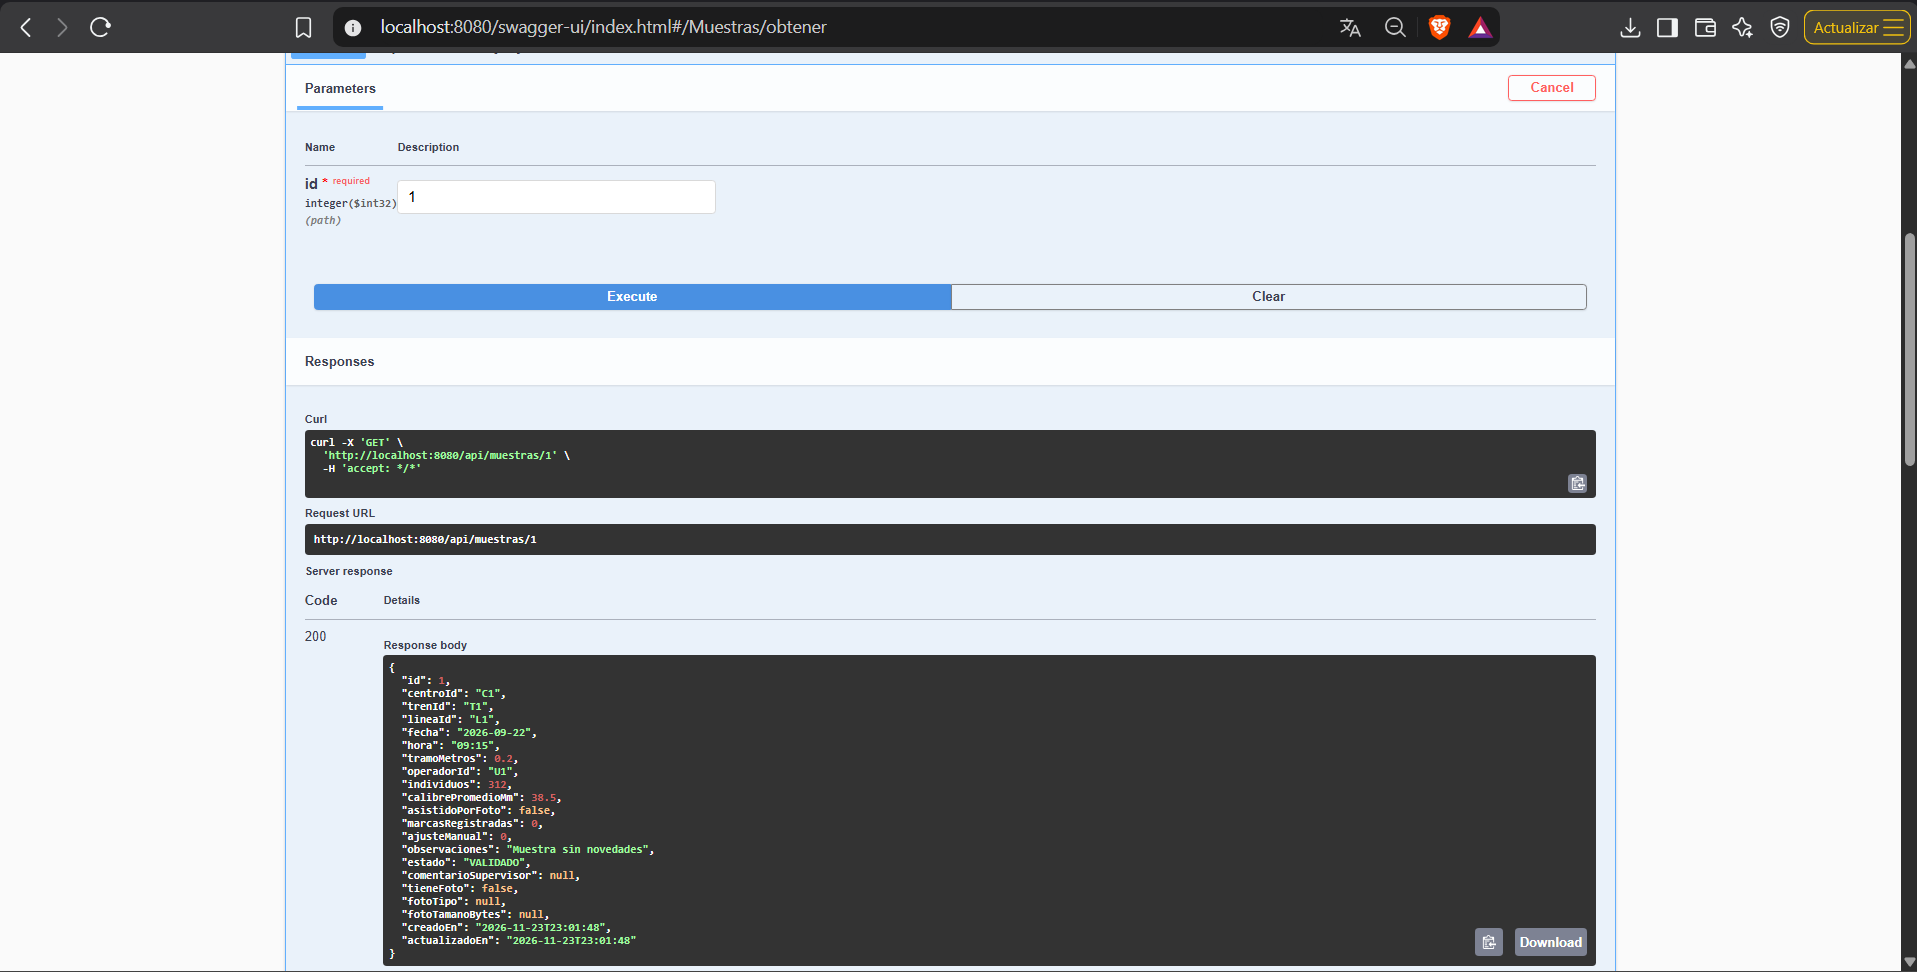 localhost:8080/swagger-ui/index.html#/Muestras/obtener
Actualizar
Parameters
Cancel
Name Description
id * required
integer($int32)
(path)
1
Execute
Clear
Responses
Curl
curl -X 'GET' \
'http://localhost:8080/api/muestras/1' \
-H 'accept: */*'
Request URL
http://localhost:8080/api/muestras/1
Server response
Code Details
200
Response body
{
"id": 1,
"centroId": "C1",
"trenId": "T1",
"lineaId": "L1",
"fecha": "2026-09-22",
"hora": "09:15",
"tramoMetros": 0.2,
"operadorId": "U1",
"individuos": 312,
"calibrePromedioMm": 38.5,
"asistidoPorFoto": false,
"marcasRegistradas": 0,
"ajusteManual": 0,
"observaciones": "Muestra sin novedades",
"estado": "VALIDADO",
"comentarioSupervisor": null,
"tieneFoto": false,
"fotoTipo": null,
"fotoTamanoBytes": null,
"creadoEn": "2026-11-23T23:01:48",
"actualizadoEn": "2026-11-23T23:01:48"
}
Download